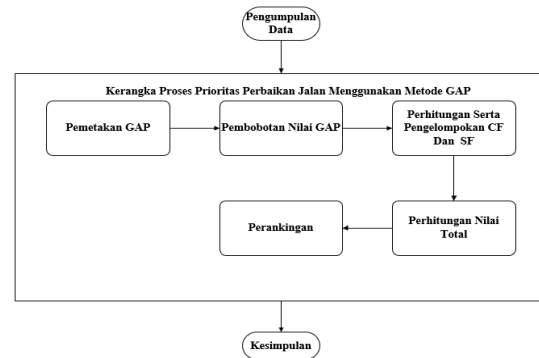 Pengumpulan
Data
Kerangka Proses Prioritas Perbaikan Jalan Menggunakan Metode GAP
Pemetakan GAP
Pembobotan Nilai GAP
Perhitungan Serta
Pengelompokan CF
Dan SF
Perankingan
Perhitungan Nilai
Total
Kesimpulan